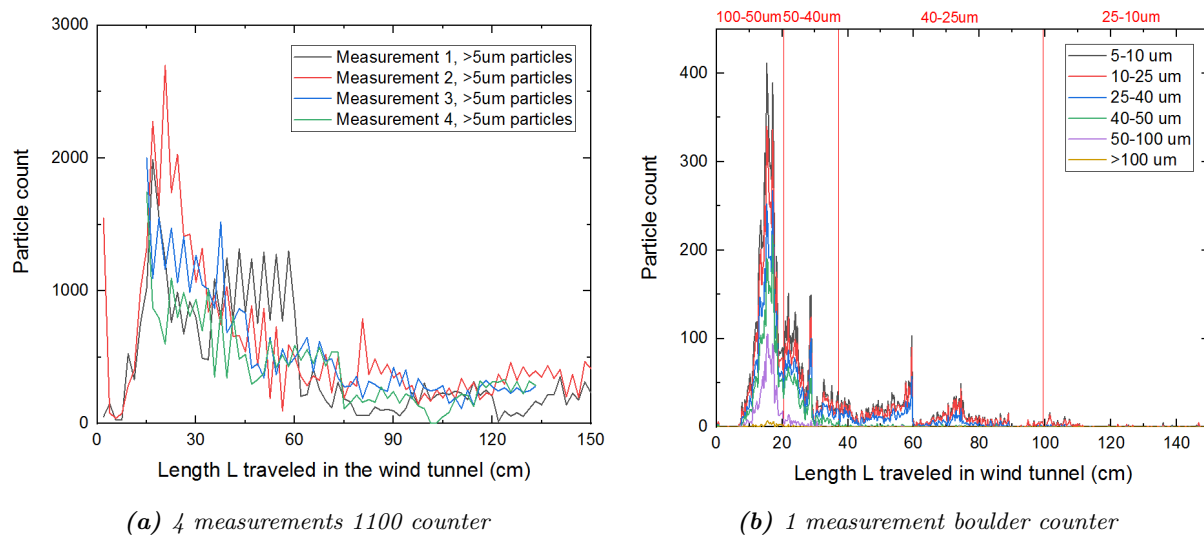 3000
2000
1000
0
Particle count
Measurement 1, >5um particles
Measurement 2, >5um particles
Measurement 3, >5um particles
Measurement 4, >5um particles
0 30 60 90 120 150
Length L traveled in the wind tunnel (cm)
(a) 4 measurements 1100 counter
100-50um 50-40um 40-25um 25-10um
400
300
200
100
0
Particle count
5-10 um
10-25 um
25-40 um
40-50 um
50-100 um
>100 um
0 20 40 60 80 100 120 140
Length L traveled in wind tunnel (cm)
(b) 1 measurement boulder counter